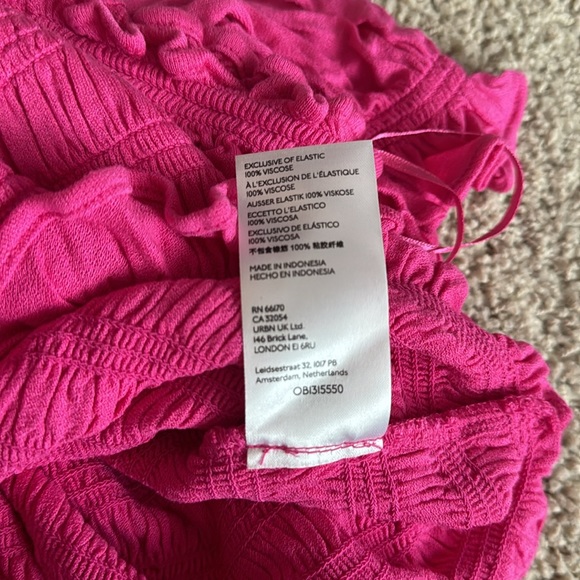 EXCLUSIVE OF ELASTIC
100% VISCOSE
À L'EXCLUSION DE L'ÉLASTIQUE
100% VISCOSE
AUSSER ELASTIK 100% VISKOSE
ECCETTO L'ELASTICO
100% VISCOSA
EXCLUSIVO DE ELÁSTICO
100% VISCOSA
不包含橡筋 100% 粘胶纤维
MADE IN INDONESIA
HECHO EN INDONESIA
RN 66170
CA 32054
URBN UK Ltd.
146 Brick Lane,
LONDON E1 6RU
Leidsestraat 32, 1017 PB
Amsterdam, Netherlands
OB1315550